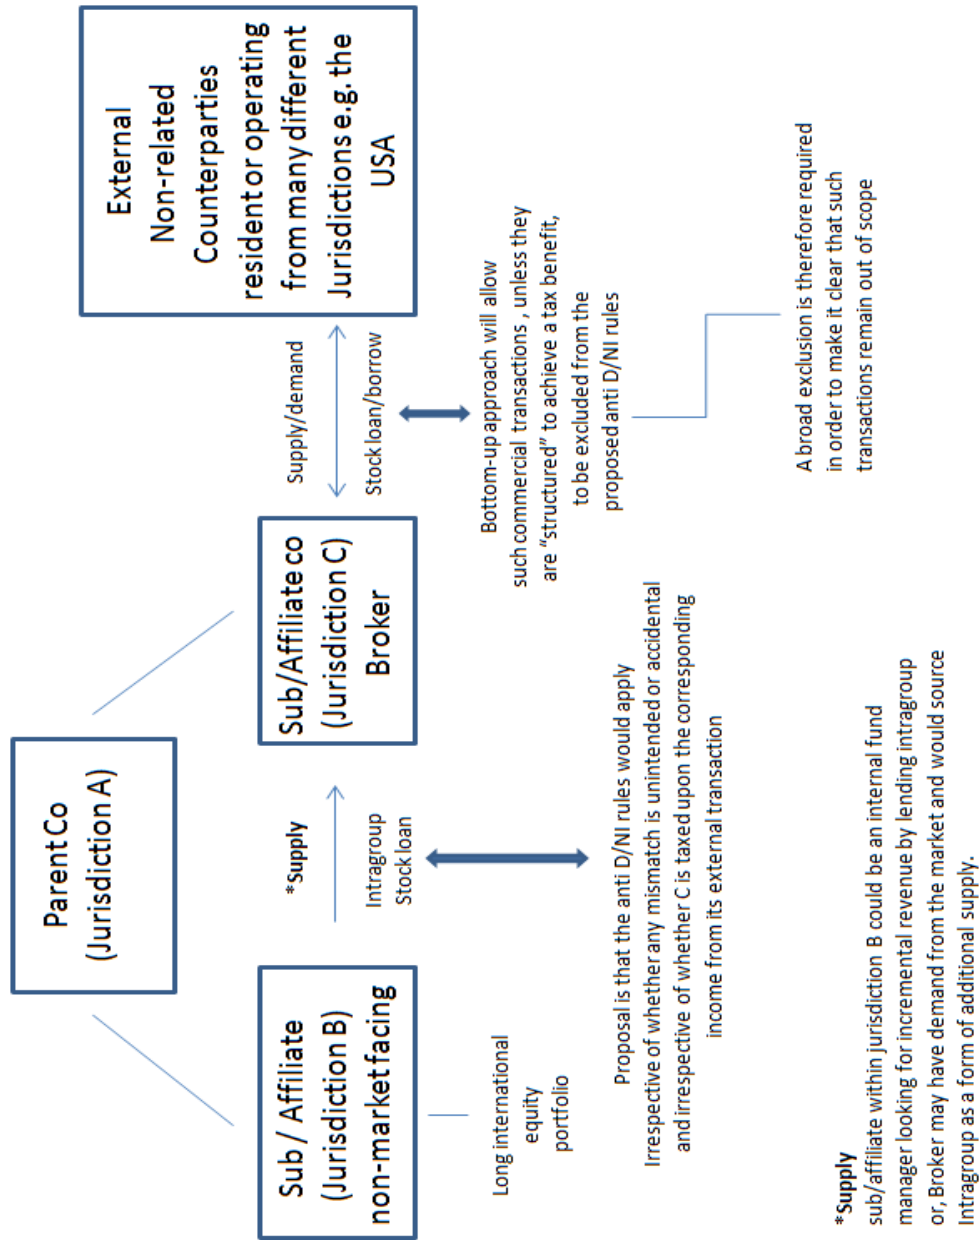 Parent Co
(Jurisdiction A)
Sub / Affiliate
(Jurisdiction B)
non-market facing
*Supply
Intragroup
Stock loan
Sub/Affiliate co
(Jurisdiction C)
Broker
Supply/demand
Stock loan/borrow
External
Non-related
Counterparties
resident or operating
from many different
Jurisdictions e.g. the
USA
Long international
equity
portfolio
Proposal is that the anti D/NI rules would apply
Irrespective of whether any mismatch is unintended or accidental
and irrespective of whether C is taxed upon the corresponding
income from its external transaction
Bottom-up approach will allow
such commercial transactions , unless they
are “structured” to achieve a tax benefit,
to be excluded from the
proposed anti D/NI rules
A broad exclusion is therefore required
in order to make it clear that such
transactions remain out of scope
*Supply
sub/affiliate within jurisdiction B could be an internal fund
manager looking for incremental revenue by lending intragroup
or, Broker may have demand from the market and would source
Intragroup as a form of additional supply.